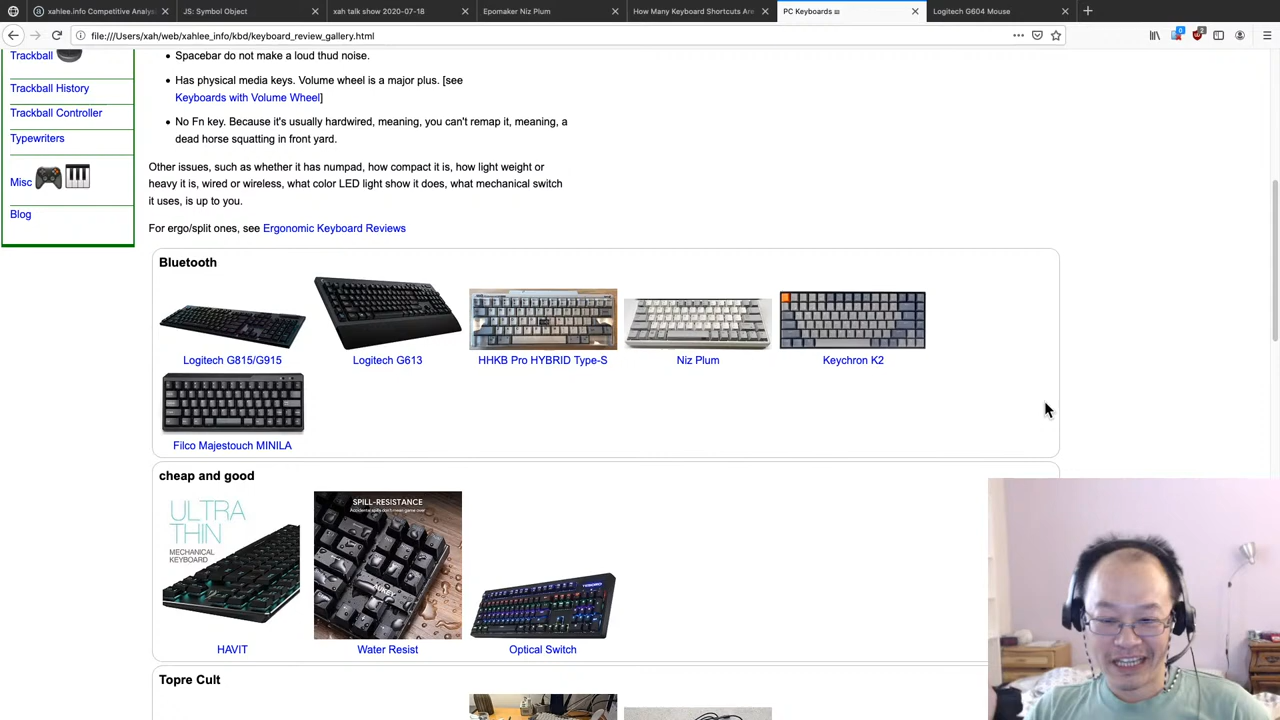 xahlee.info Competitive Analys
JS: Symbol Object
xah talk show 2020-07-18
Epomaker Niz Plum
How Many Keyboard Shortcuts Are
PC Keyboards
Logitech G604 Mouse
file:///Users/xah/web/xahlee_info/kbd/keyboard_review_gallery.html
Trackball
Trackball History
Trackball Controller
Typewriters
Misc
Blog
• Spacebar do not make a loud thud noise.
• Has physical media keys. Volume wheel is a major plus. [see
Keyboards with Volume Wheel]
• No Fn key. Because it's usually hardwired, meaning, you can't remap it, meaning, a
dead horse squatting in front yard.
Other issues, such as whether it has numpad, how compact it is, how light weight or
heavy it is, wired or wireless, what color LED light show it does, what mechanical switch
it uses, is up to you.
For ergo/split ones, see Ergonomic Keyboard Reviews
Bluetooth
Logitech G815/G915
Logitech G613
HHKB Pro HYBRID Type-S
Niz Plum
Keychron K2
Filco Majestouch MINILA
cheap and good
ULTRA
THIN
MECHANICAL
KEYBOARD
SPILL-RESISTANCE
HAVIT
Water Resist
Optical Switch
Topre Cult